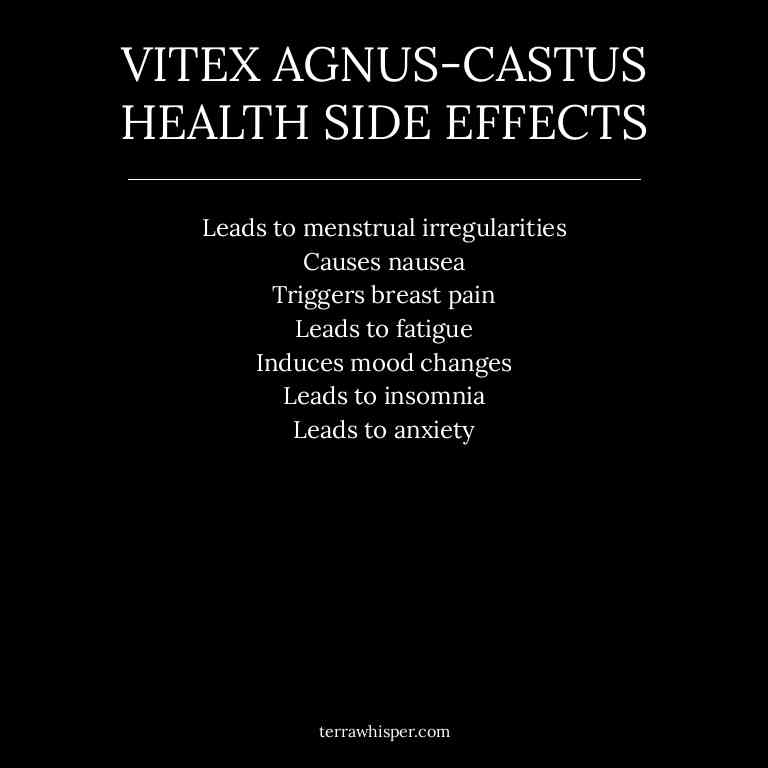 VITEX AGNUS-CASTUS
HEALTH SIDE EFFECTS
Leads to menstrual irregularities
Causes nausea
Triggers breast pain
Leads to fatigue
Induces mood changes
Leads to insomnia
Leads to anxiety
terrawhisper.com